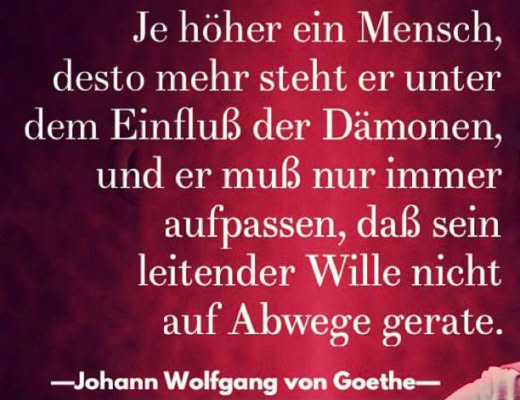 Je höher ein Mensch,
desto mehr steht er unter
dem Einfluß der Dämonen,
und er muß nur immer
aufpassen, daß sein
leitender Wille nicht
auf Abwege gerate.
—Johann Wolfgang von Goethe—